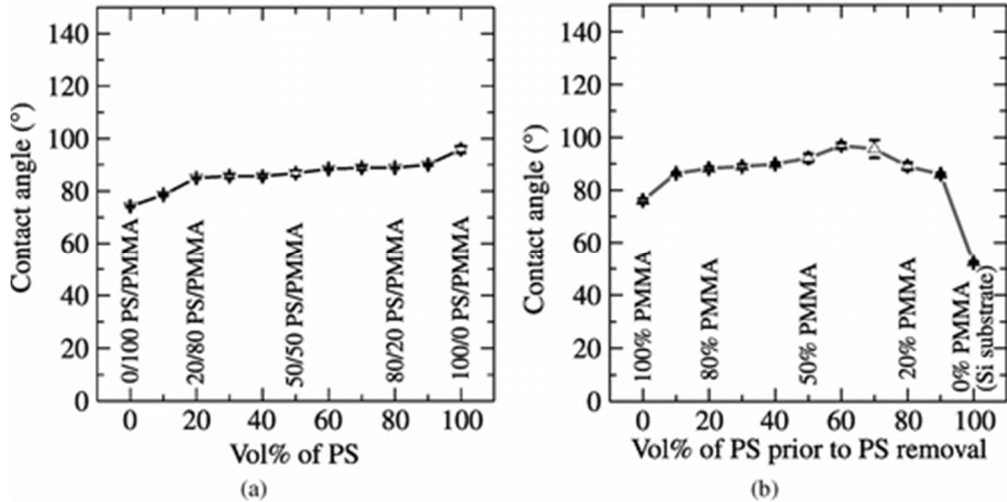 140
120
100
80
60
40
20
0
Contact angle (°)
0/100 PS/PMMA
20/80 PS/PMMA
50/50 PS/PMMA
80/20 PS/PMMA
100/0 PS/PMMA
0 20 40 60 80 100
Vol% of PS
(a)
140
120
100
80
60
40
20
0
Contact angle (°)
100% PMMA
80% PMMA
50% PMMA
20% PMMA
0% PMMA
(Si substrate)
0 20 40 60 80 100
Vol% of PS prior to PS removal
(b)